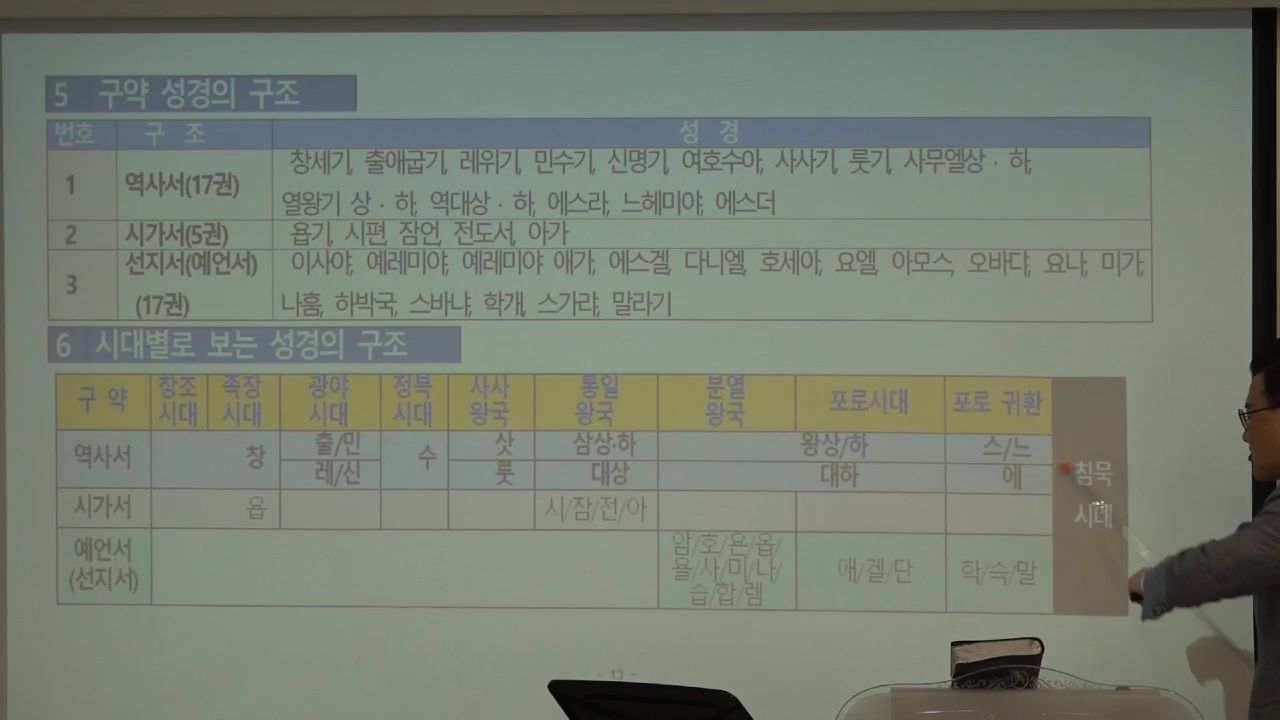 5 구약 성경의 구조
번호 구 조 성 경
1 역사서(17권) 창세기, 출애굽기, 레위기, 민수기, 신명기, 여호수아, 사사기, 룻기, 사무엘상 · 하,
열왕기 상 · 하, 역대상 · 하, 에스라, 느헤미야, 에스더
2 시가서(5권) 욥기, 시편, 잠언, 전도서, 아가
3 선지서(예언서) 이사야, 예레미야, 예레미야 애가, 에스겔, 다니엘, 호세아, 요엘, 아모스, 오바댜, 요나, 미가,
(17권) 나훔, 하박국, 스바냐, 학개, 스가랴, 말라기
6 시대별로 보는 성경의 구조
구 약 창조 족장 광야 정복 사사 통일 분열 포로시대 포로 귀환
시대 시대 시대 시대 왕국 왕국 왕국
역사서 창 출/민 수 삿 삼상·하 왕상/하 스/느
레/신 룻 대상 대하 에
침묵
시대
시가서 욥 시/잠/전/아
예언서 암/호/욘/옵/
(선지서) 욜/사/미/나/ 애/겔/단 학/슥/말
습/합/렘
- 13 -